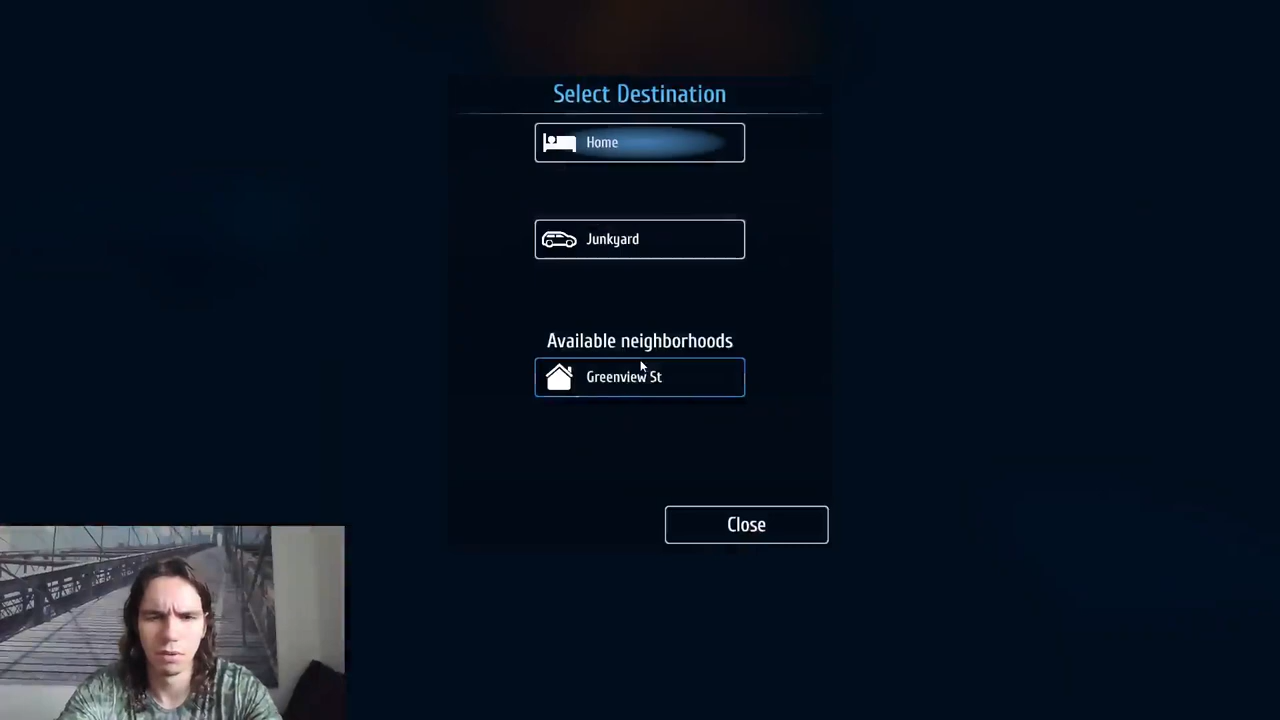 Select Destination
Home
Junkyard
Available neighborhoods
Greenview St
Close